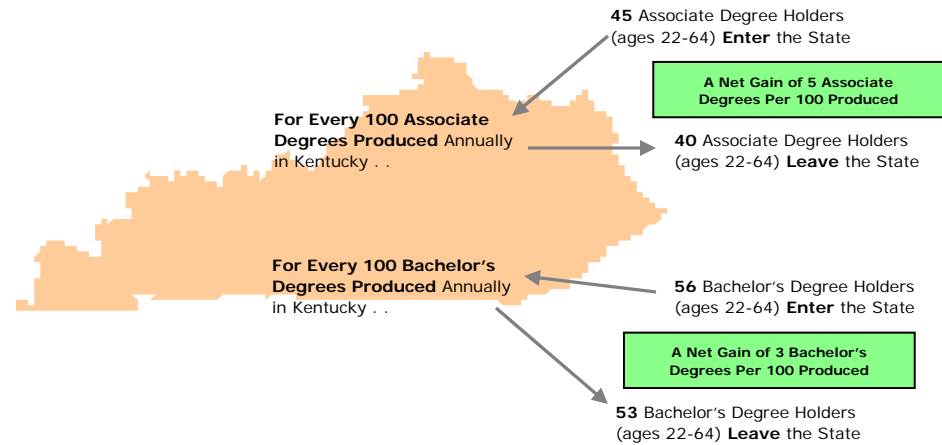 45 Associate Degree Holders
(ages 22-64) Enter the State
A Net Gain of 5 Associate
Degrees Per 100 Produced
For Every 100 Associate
Degrees Produced Annually
in Kentucky . .
40 Associate Degree Holders
(ages 22-64) Leave the State
For Every 100 Bachelor's
Degrees Produced Annually
in Kentucky . .
56 Bachelor's Degree Holders
(ages 22-64) Enter the State
A Net Gain of 3 Bachelor's
Degrees Per 100 Produced
53 Bachelor's Degree Holders
(ages 22-64) Leave the State